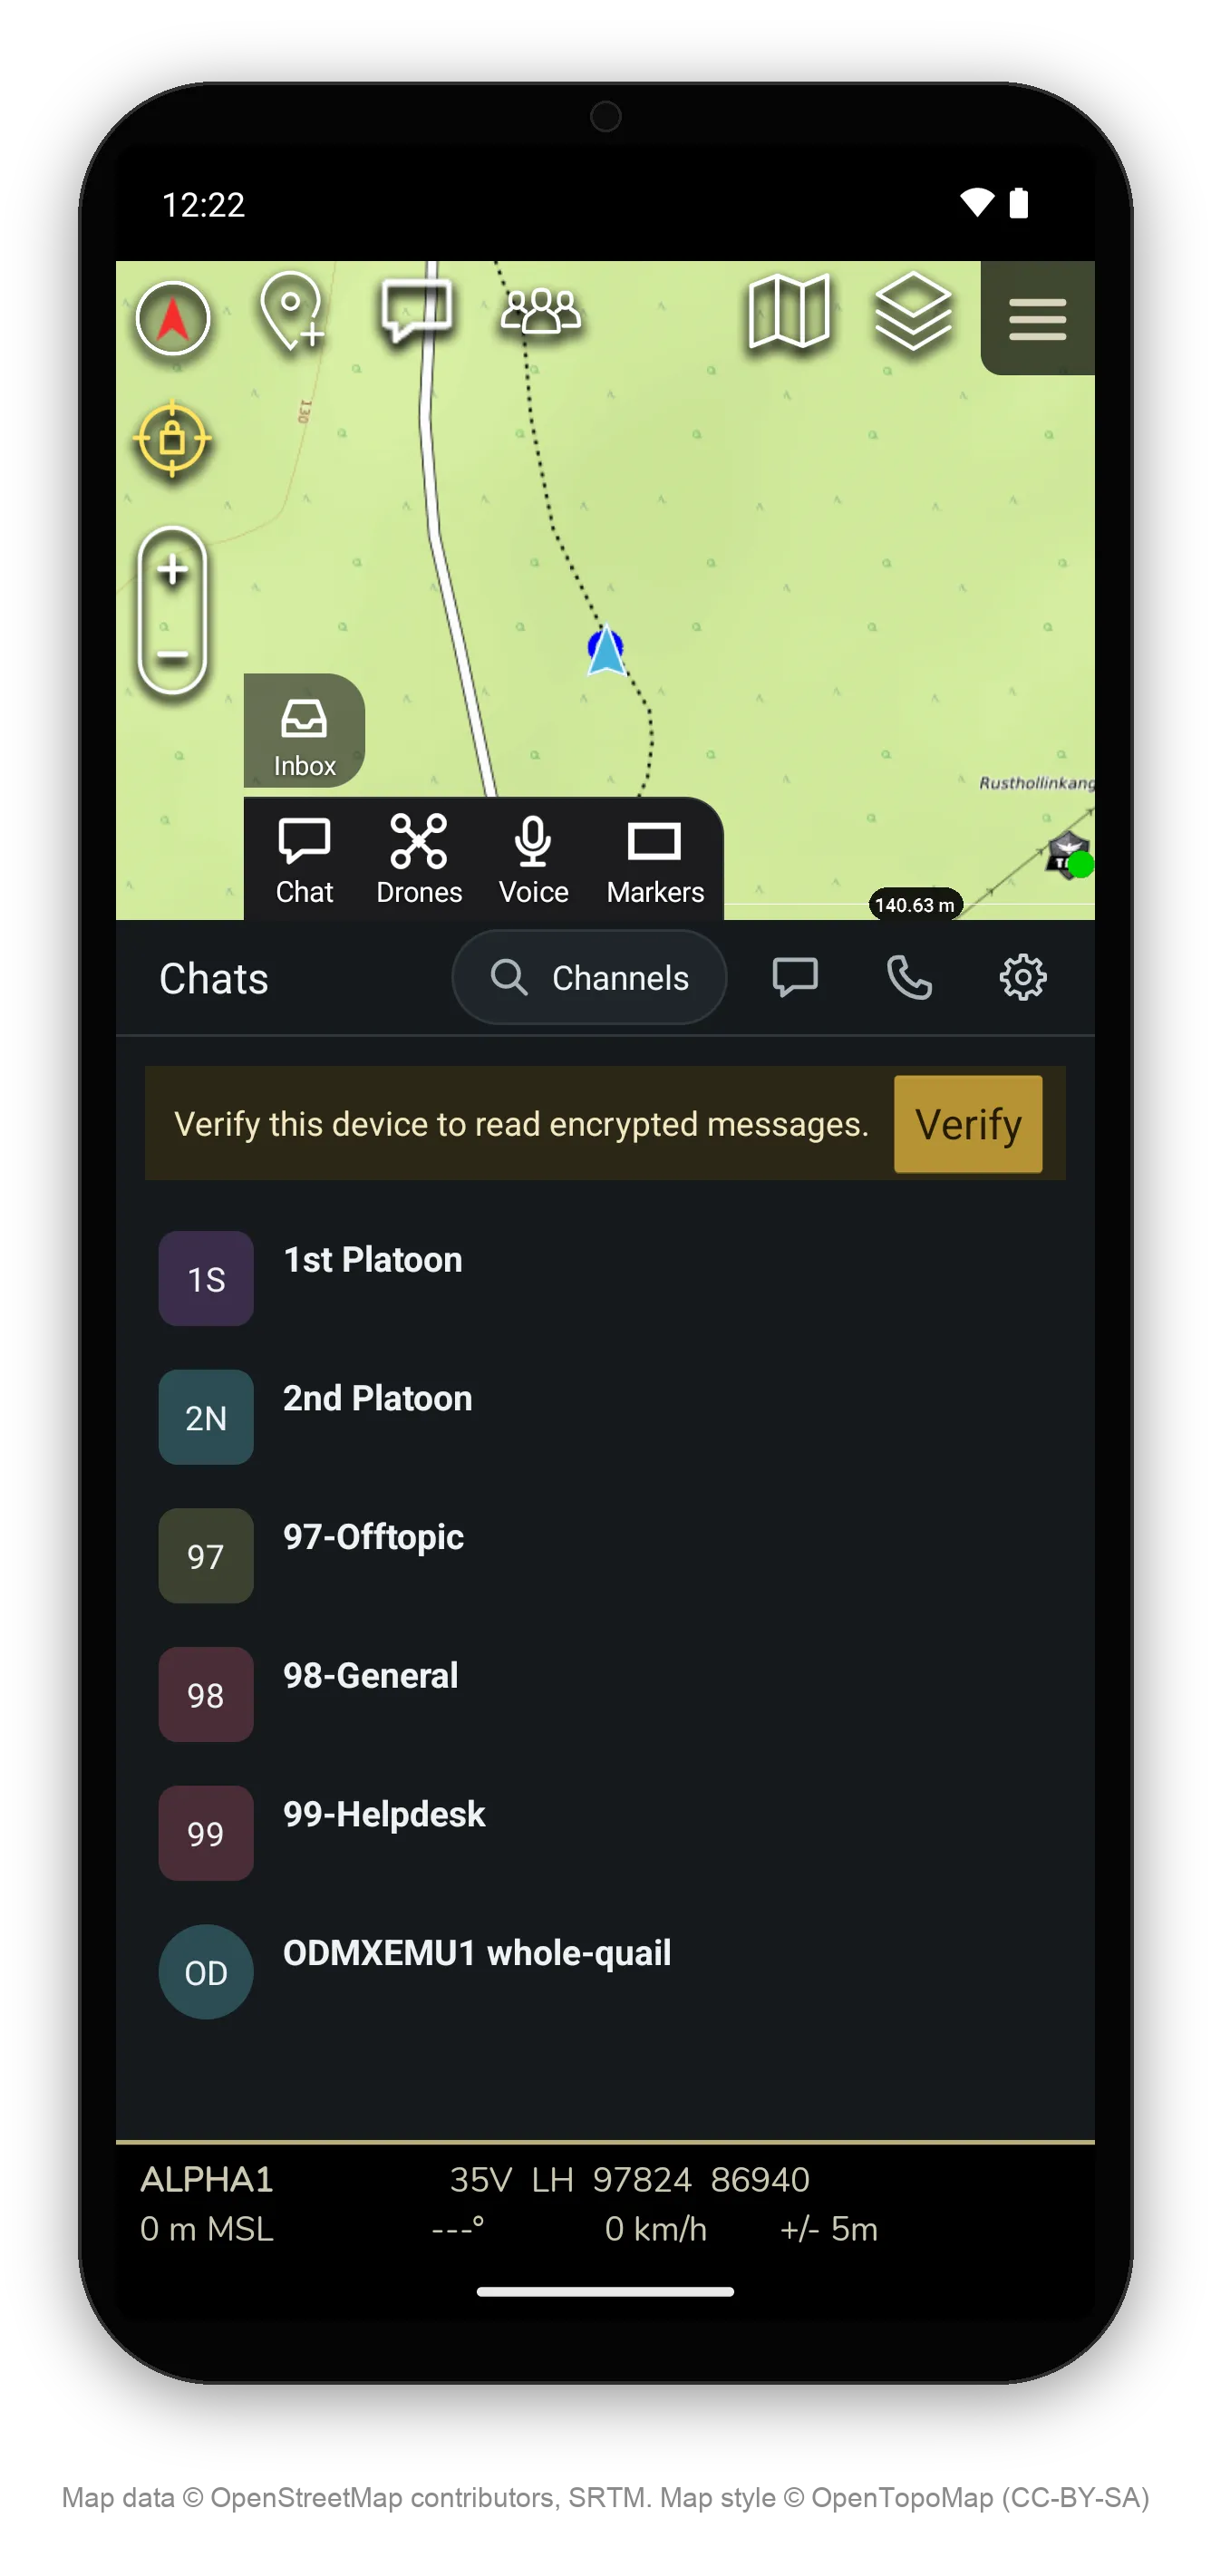 12:22
130
Inbox
Rusthollinkang
Chat Drones Voice Markers
140.63 m
Chats Channels
Verify this device to read encrypted messages. Verify
1S 1st Platoon
2N 2nd Platoon
97 97-Offtopic
98 98-General
99 99-Helpdesk
OD ODMXEMU1 whole-quail
ALPHA1 35V LH 97824 86940
0 m MSL ---° 0 km/h +/- 5m
Map data © OpenStreetMap contributors, SRTM. Map style © OpenTopoMap (CC-BY-SA)